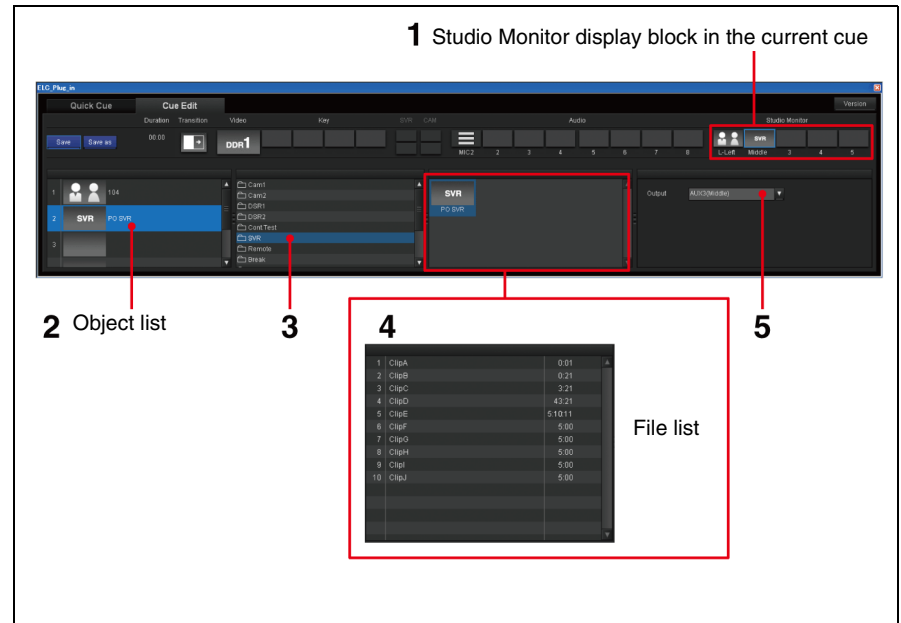 1 Studio Monitor display block in the current cue
ELC_Plug_in
Quick Cue Cue Edit Version
Duration Transition Video Key SVR CAM Audio Studio Monitor
Save Save as 00:00 DDR1 SVR
MIC2 2 3 4 5 6 7 8 L-Left Middle 3 4 5
1 104
2 SVR PO SVR
3
Cam1
Cam2
DSR1
DSR2
Cont.Test
SVR
Remote
Break
SVR
PO SVR
Output AUX3(Middle)
2 Object list
3
4
5
1 ClipA 0:01
2 ClipB 0:21
3 ClipC 3:21
4 ClipD 43:21
5 ClipE 5:10:11
6 ClipF 5:00
7 ClipG 5:00
8 ClipH 5:00
9 ClipI 5:00
10 ClipJ 5:00
File list